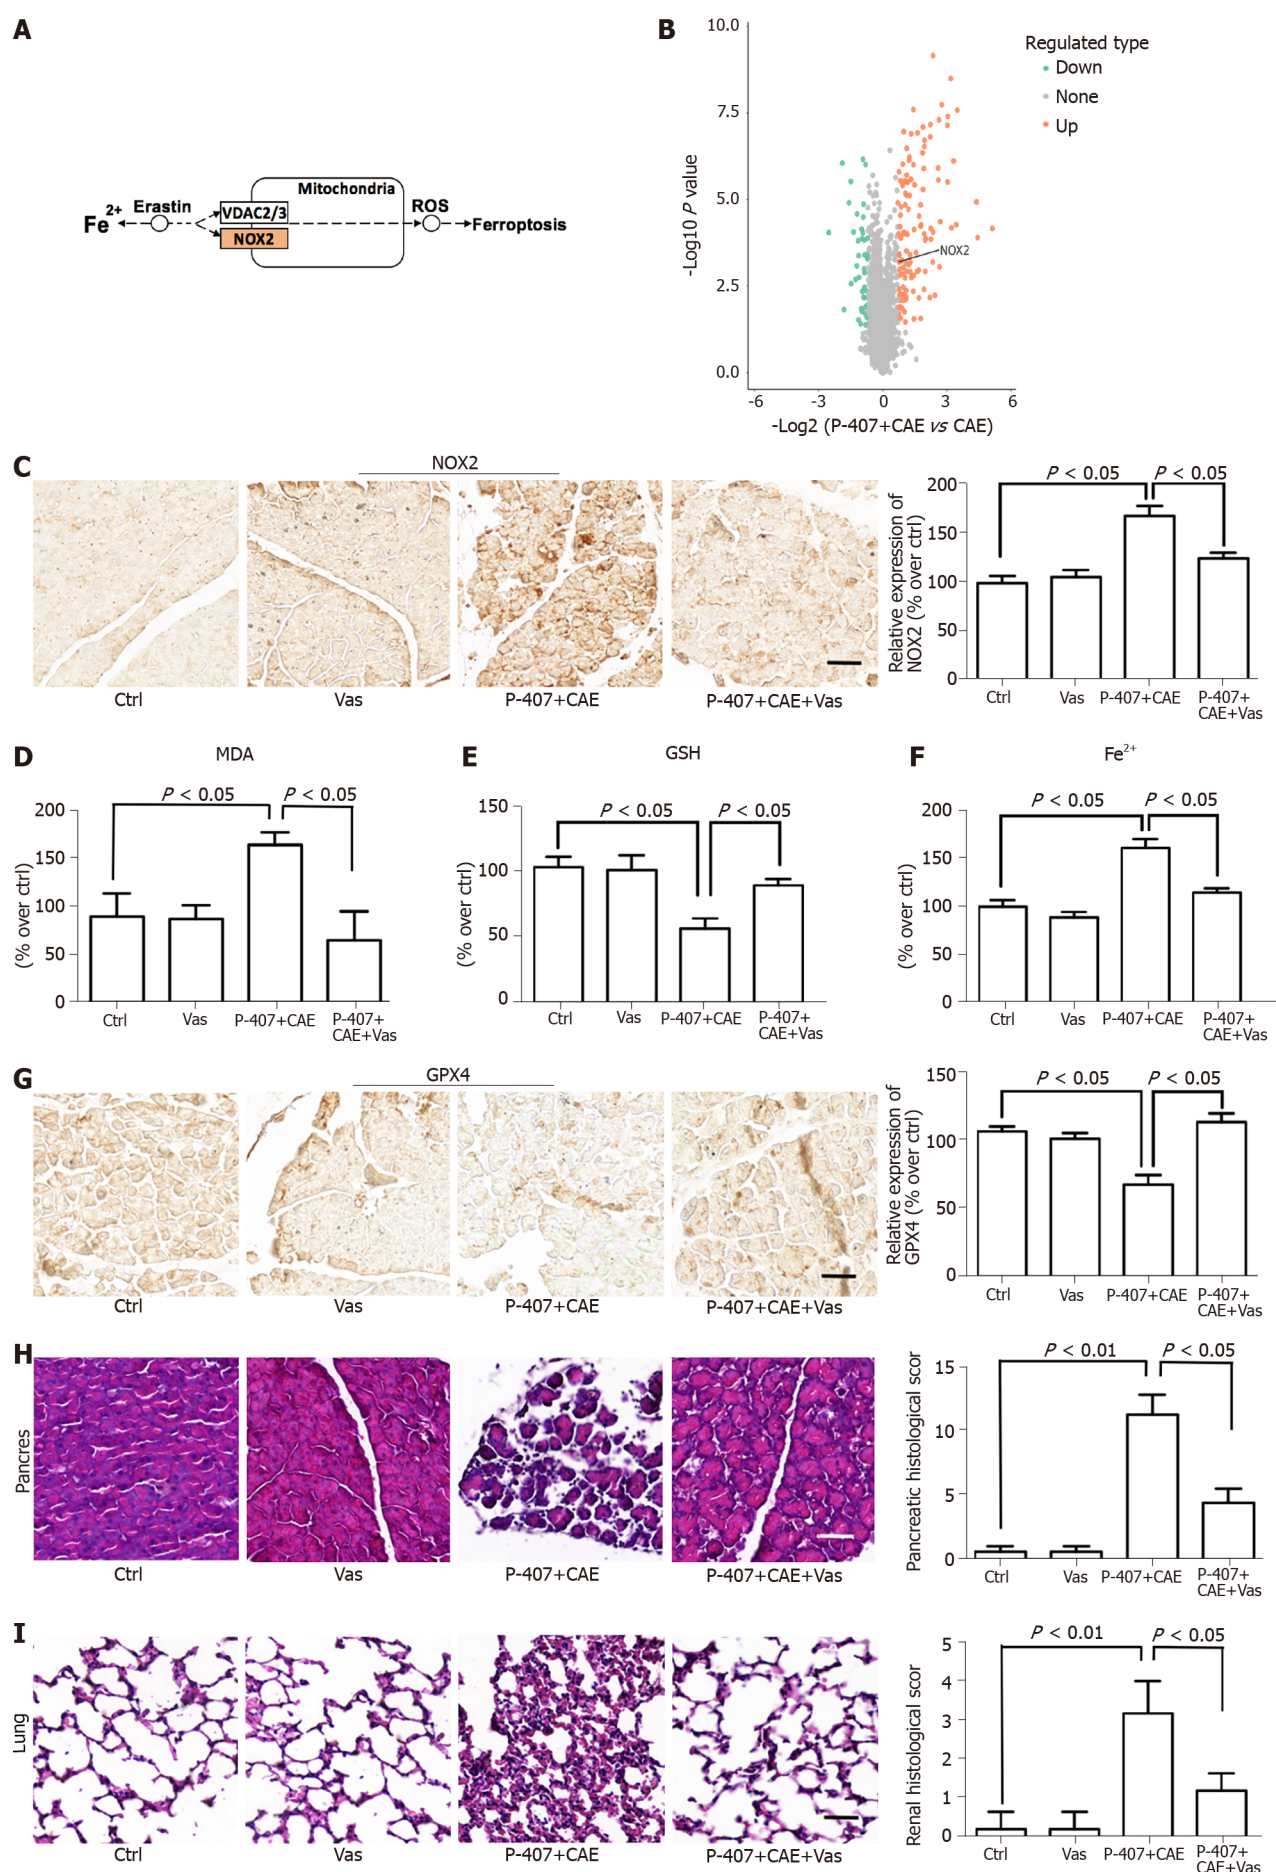 A
Mitochondria
Fe2+
Erastin
VDAC2/3
NOX2
ROS
Ferroptosis
B
10.0
7.5
5.0
2.5
0.0
-Log10 P value
-6
-3
0
3
6
-Log2 (P-407+CAE vs CAE)
NOX2
Regulated type
Down
None
Up
C
NOX2
Ctrl
Vas
P-407+CAE
P-407+CAE+Vas
Relative expression of
NOX2 (% over ctrl)
200
150
100
50
0
P < 0.05
P < 0.05
Ctrl
Vas
P-407+CAE
P-407+
CAE+Vas
D
MDA
(% over ctrl)
200
150
100
50
0
P < 0.05
P < 0.05
Ctrl
Vas
P-407+CAE
P-407+
CAE+Vas
E
GSH
(% over ctrl)
150
100
50
0
P < 0.05
P < 0.05
Ctrl
Vas
P-407+CAE
P-407+
CAE+Vas
F
Fe2+
(% over ctrl)
200
150
100
50
0
P < 0.05
P < 0.05
Ctrl
Vas
P-407+CAE
P-407+
CAE+Vas
G
GPX4
Ctrl
Vas
P-407+CAE
P-407+CAE+Vas
Relative expression of
GPX4 (% over ctrl)
150
100
50
0
P < 0.05
P < 0.05
Ctrl
Vas
P-407+CAE
P-407+
CAE+Vas
H
Pancres
Ctrl
Vas
P-407+CAE
P-407+CAE+Vas
Pancreatic histological scor
15
10
5
0
P < 0.01
P < 0.05
Ctrl
Vas
P-407+CAE
P-407+
CAE+Vas
I
Lung
Ctrl
Vas
P-407+CAE
P-407+CAE+Vas
Renal histological scor
5
4
3
2
1
0
P < 0.01
P < 0.05
Ctrl
Vas
P-407+CAE
P-407+
CAE+Vas